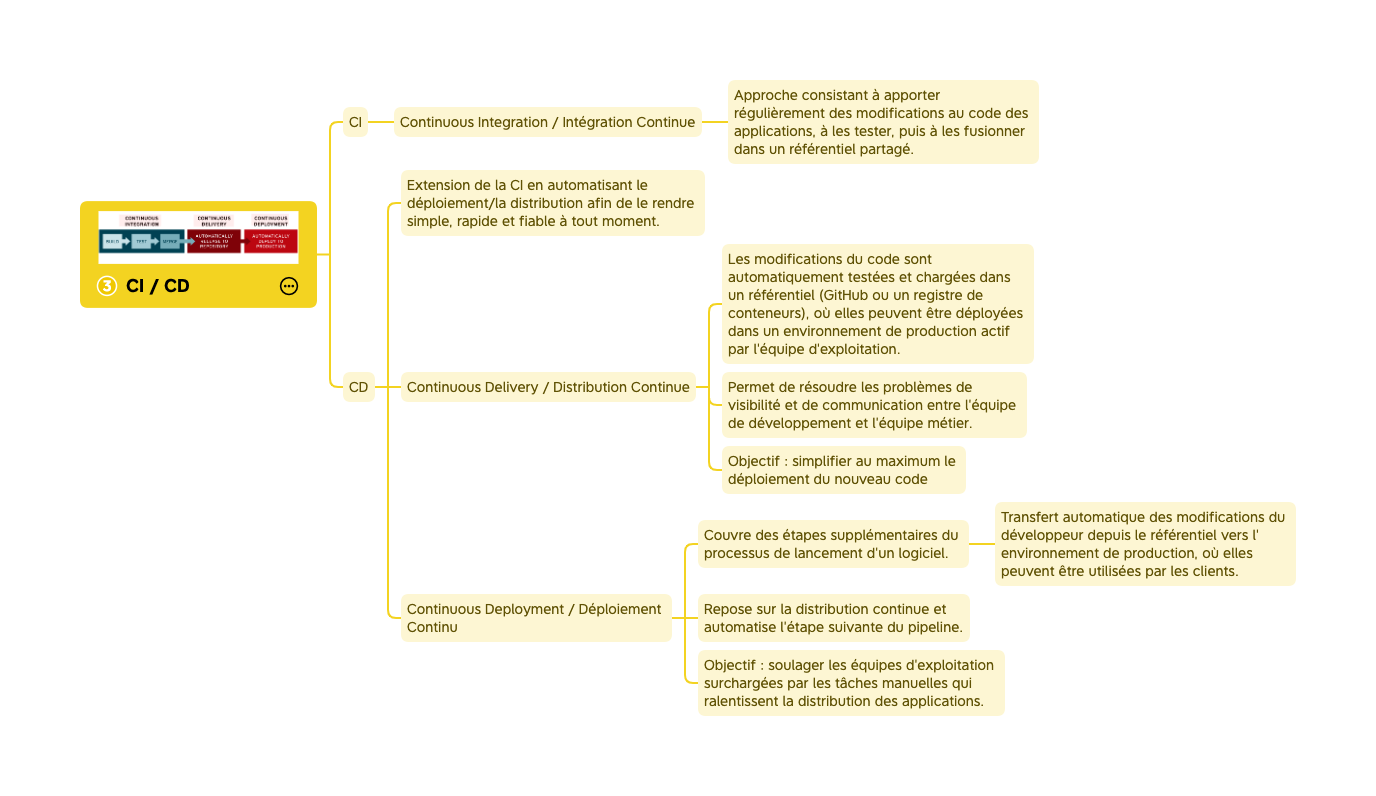 CONTINUOUS
INTEGRATION
CONTINUOUS
DELIVERY
CONTINUOUS
DEPLOYMENT
BUILD
TEST
MERGE
AUTOMATICALLY
RELEASE TO
REPOSITORY
AUTOMATICALLY
DEPLOY TO
PRODUCTION
3 CI / CD
CI
Continuous Integration / Intégration Continue
Approche consistant à apporter
régulièrement des modifications au code des
applications, à les tester, puis à les fusionner
dans un référentiel partagé.
CD
Extension de la CI en automatisant le
déploiement/la distribution afin de le rendre
simple, rapide et fiable à tout moment.
Continuous Delivery / Distribution Continue
Les modifications du code sont
automatiquement testées et chargées dans
un référentiel (GitHub ou un registre de
conteneurs), où elles peuvent être déployées
dans un environnement de production actif
par l'équipe d'exploitation.
Permet de résoudre les problèmes de
visibilité et de communication entre l'équipe
de développement et l'équipe métier.
Objectif : simplifier au maximum le
déploiement du nouveau code
Continuous Deployment / Déploiement
Continu
Couvre des étapes supplémentaires du
processus de lancement d'un logiciel.
Transfert automatique des modifications du
développeur depuis le référentiel vers l'
environnement de production, où elles
peuvent être utilisées par les clients.
Repose sur la distribution continue et
automatise l'étape suivante du pipeline.
Objectif : soulager les équipes d'exploitation
surchargées par les tâches manuelles qui
ralentissent la distribution des applications.